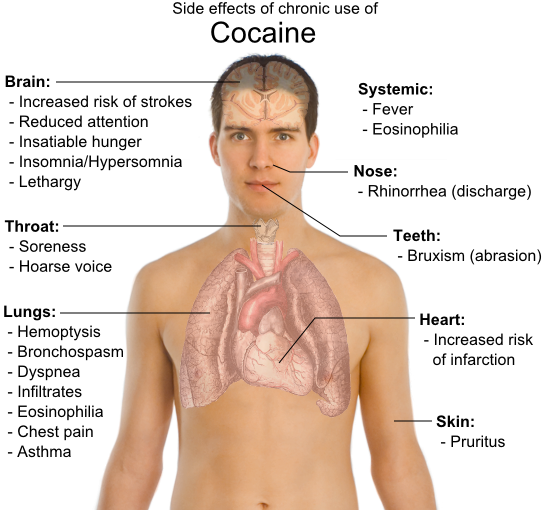 Side effects of chronic use of
Cocaine
Brain:
- Increased risk of strokes
- Reduced attention
- Insatiable hunger
- Insomnia/Hypersomnia
- Lethargy
Throat:
- Soreness
- Hoarse voice
Lungs:
- Hemoptysis
- Bronchospasm
- Dyspnea
- Infiltrates
- Eosinophilia
- Chest pain
- Asthma
Systemic:
- Fever
- Eosinophilia
Nose:
- Rhinorrhea (discharge)
Teeth:
- Bruxism (abrasion)
Heart:
- Increased risk
of infarction
Skin:
- Pruritus